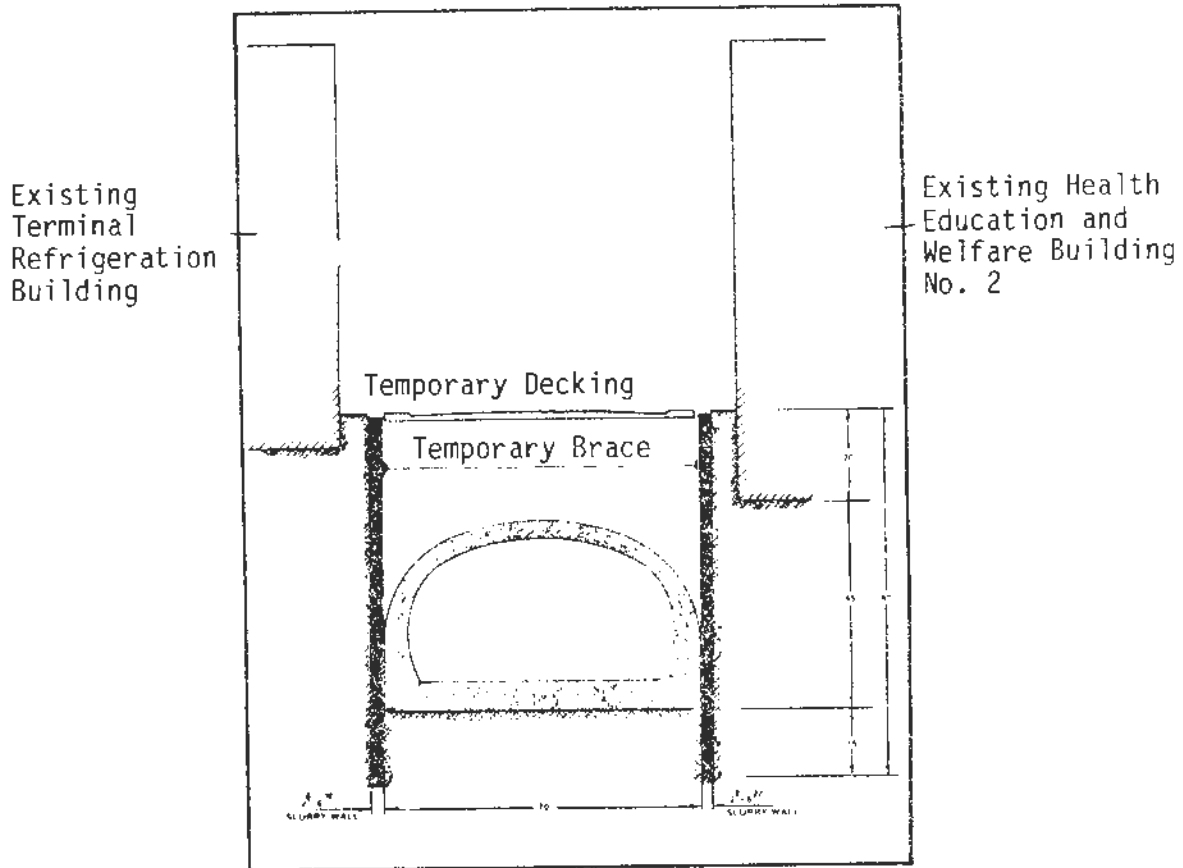 Existing
Terminal
Refrigeration
Building
Existing Health
Education and
Welfare Building
No. 2
Temporary Decking
Temporary Brace
SLURRY WALL
70
SLURRY WALL